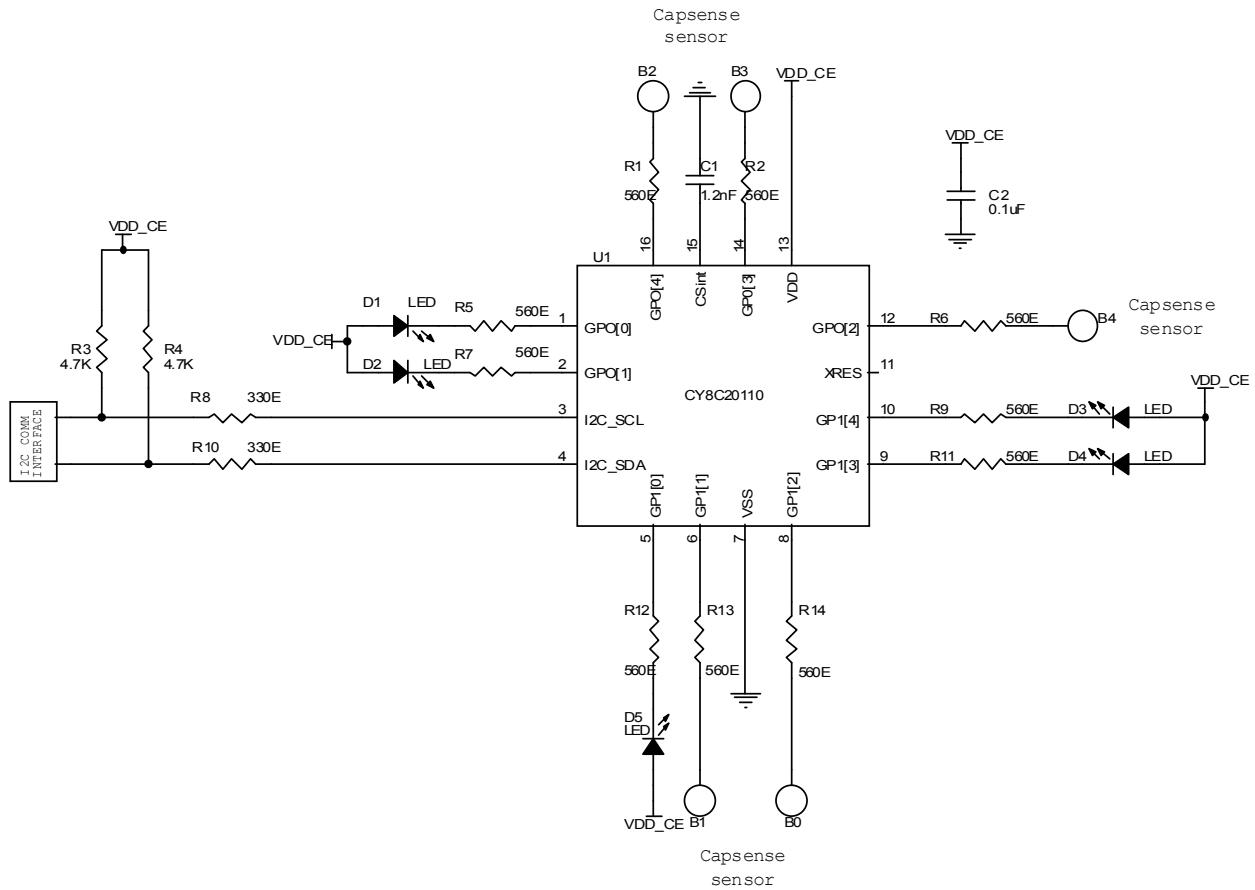 Capsense
sensor
B2
B3
VDD_CE
R1
560E
C1
1.2nF
R2
560E
VDD_CE
C2
0.1uF
VDD_CE
16
15
14
13
U1
GPO[4]
CSint
GP0[3]
VDD
D1
LED
R5
560E
1
GPO[0]
GPO[2]
12
R6
560E
B4
Capsense
sensor
R3
4.7K
R4
4.7K
VDD_CE
D2
LED
R7
560E
2
GPO[1]
XRES
11
CY8C20110
VDD_CE
R8
330E
3
I2C_SCL
GP1[4]
10
R9
560E
D3
LED
I2C COMM
INTERFACE
R10
330E
4
I2C_SDA
GP1[3]
9
R11
560E
D4
LED
GP1[0]
GP1[1]
VSS
GP1[2]
5
6
7
8
R12
560E
R13
560E
R14
560E
D5
LED
VDD_CE
B1
B0
Capsense
sensor